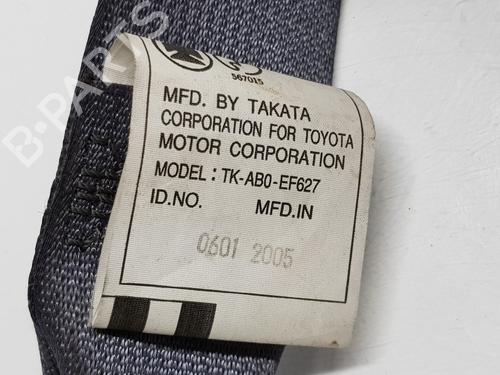 B-PARTS
567015
MFD. BY TAKATA
CORPORATION FOR TOYOTA
MOTOR CORPORATION
MODEL : TK-AB0-EF627
ID.NO. MFD.IN
0601 2005